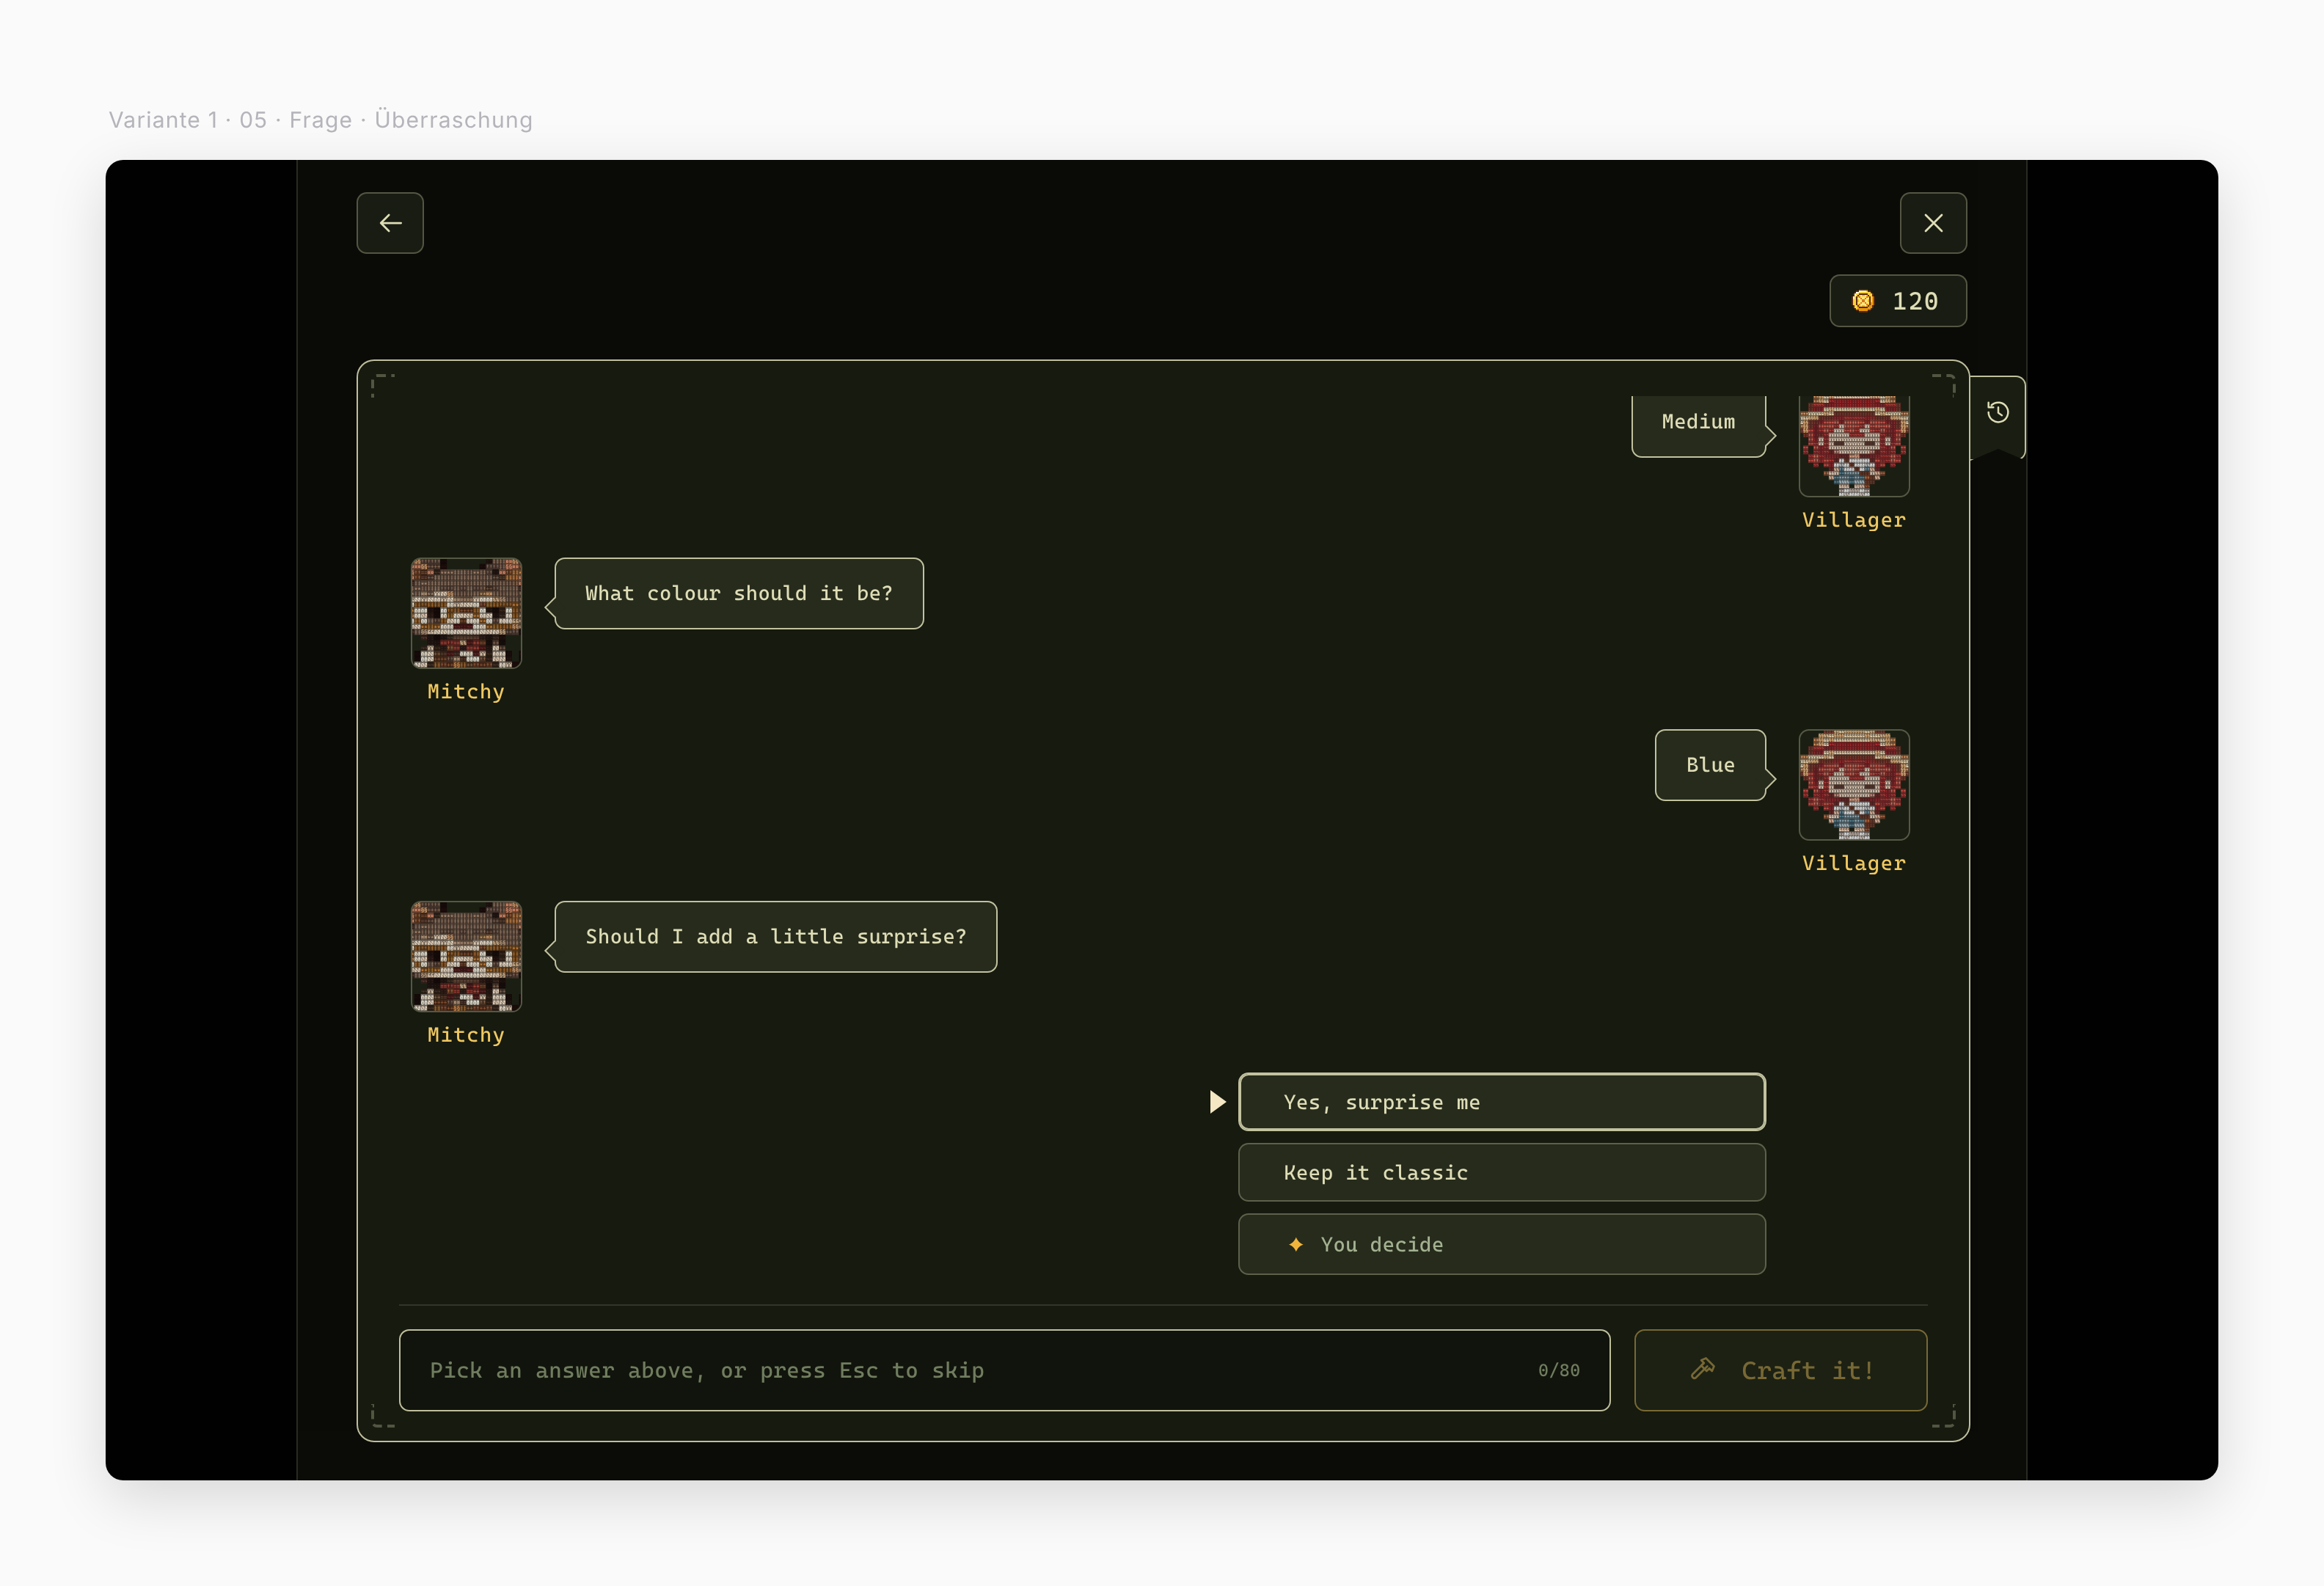 Variante 1 · 05 · Frage · Überraschung
120
Medium
Villager
What colour should it be?
Mitchy
Blue
Villager
Should I add a little surprise?
Mitchy
Yes, surprise me
Keep it classic
You decide
Pick an answer above, or press Esc to skip
0/80
Craft it!